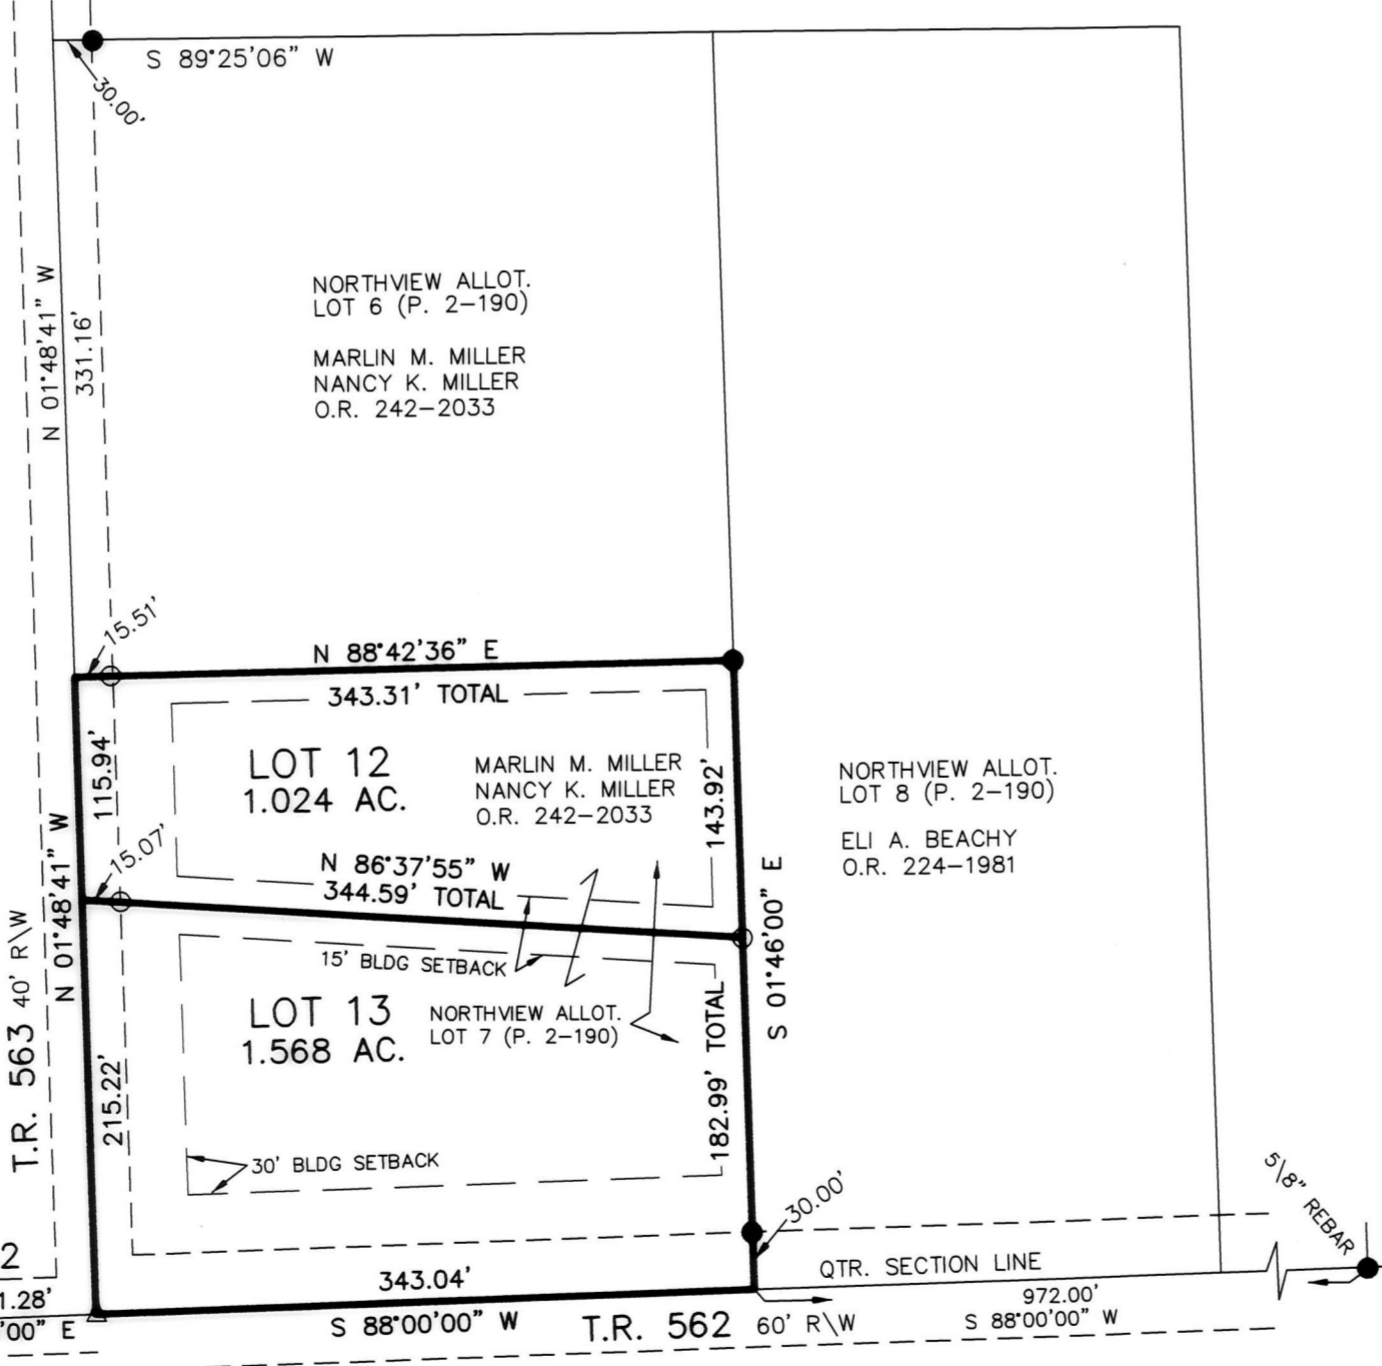 S 89°25'06" W
30.00'
N 01°48'41" W
331.16'
NORTHVIEW ALLOT.
LOT 6 (P. 2-190)
MARLIN M. MILLER
NANCY K. MILLER
O.R. 242-2033
15.51'
N 88°42'36" E
343.31' TOTAL
LOT 12
1.024 AC.
MARLIN M. MILLER
NANCY K. MILLER
O.R. 242-2033
115.94'
143.92'
NORTHVIEW ALLOT.
LOT 8 (P. 2-190)
ELI A. BEACHY
O.R. 224-1981
15.07'
N 86°37'55" W
344.59' TOTAL
N 01°48'41" W
S 01°46'00" E
T.R. 563 40' R\W
15' BLDG SETBACK
LOT 13
1.568 AC.
NORTHVIEW ALLOT.
LOT 7 (P. 2-190)
215.22'
182.99' TOTAL
30' BLDG SETBACK
30.00'
5\8" REBAR
2
1.28'
'00" E
343.04'
S 88°00'00" W
T.R. 562 60' R\W
QTR. SECTION LINE
972.00'
S 88°00'00" W